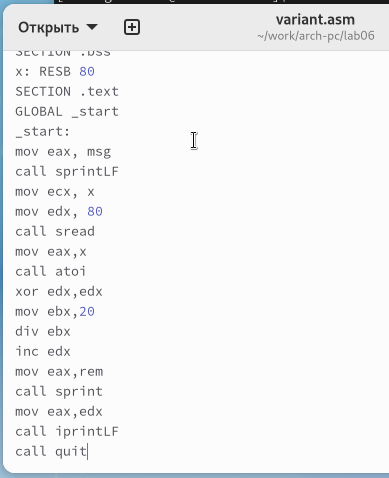 Открыть
variant.asm
~/work/arch-pc/lab06
SECTION .bss
x: RESB 80
SECTION .text
GLOBAL _start
_start:
mov eax, msg
call sprintLF
mov ecx, x
mov edx, 80
call sread
mov eax,x
call atoi
xor edx,edx
mov ebx,20
div ebx
inc edx
mov eax,rem
call sprint
mov eax,edx
call iprintLF
call quit